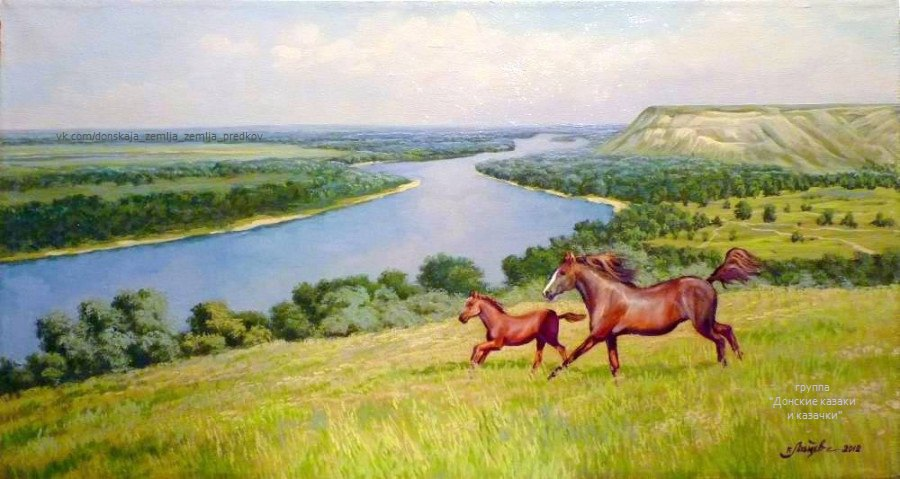 vk.com/donskaja_zemlja_zemlja_predkov
группа
"Донские казаки
и казачки"
2012